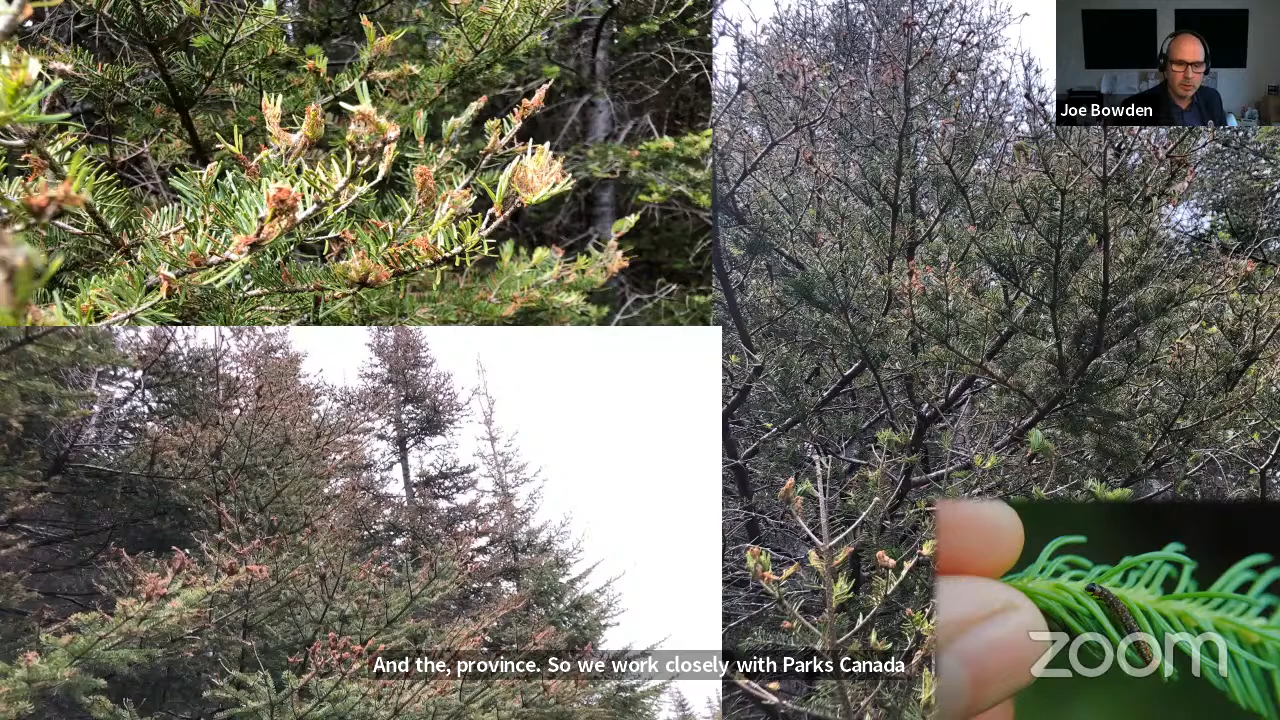 Joe Bowden
And the, province. So we work closely with Parks Canada
zoom